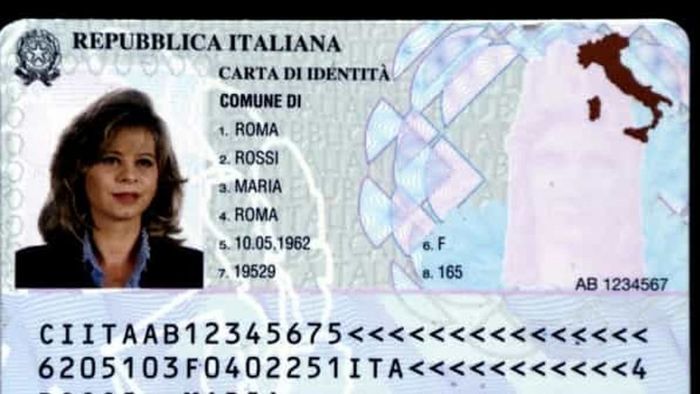 REPUBBLICA ITALIANA
CARTA DI IDENTITÀ
COMUNE DI
1. ROMA
2. ROSSI
3. MARIA
4. ROMA
5. 10.05.1962
6. F
7. 19529
8. 165
AB 1234567
CIITAAB12345675<<<<<<<<<<<<<<<
6205103F0402251ITA<<<<<<<<<<<4